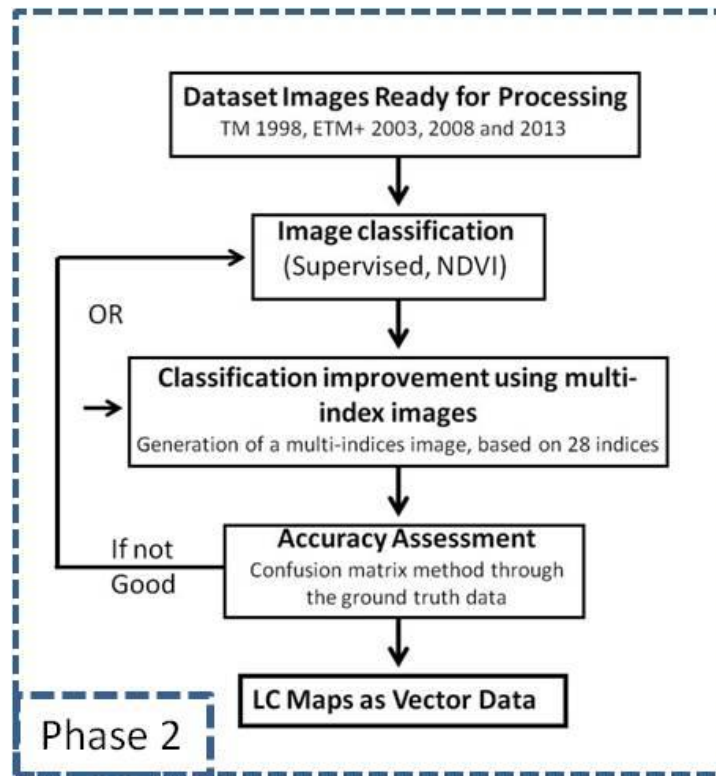 Dataset Images Ready for Processing
TM 1998, ETM+ 2003, 2008 and 2013
Image classification
(Supervised, NDVI)
OR
Classification improvement using multi-
index images
Generation of a multi-indices image, based on 28 indices
If not
Good
Accuracy Assessment
Confusion matrix method through
the ground truth data
LC Maps as Vector Data
Phase 2